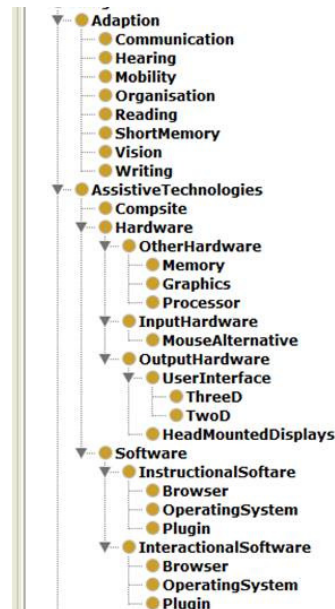 Adaption
Communication
Hearing
Mobility
Organisation
Reading
ShortMemory
Vision
Writing
AssistiveTechnologies
Compsite
Hardware
OtherHardware
Memory
Graphics
Processor
InputHardware
MouseAlternative
OutputHardware
UserInterface
ThreeD
TwoD
HeadMountedDisplays
Software
InstructionalSoftare
Browser
OperatingSystem
Plugin
InteractionalSoftware
Browser
OperatingSystem
Plugin